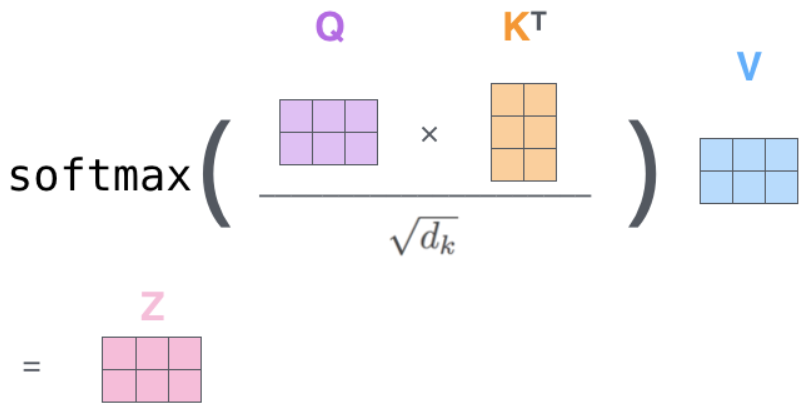 Q
K^T
V
softmax( × )
√d_k
Z
=